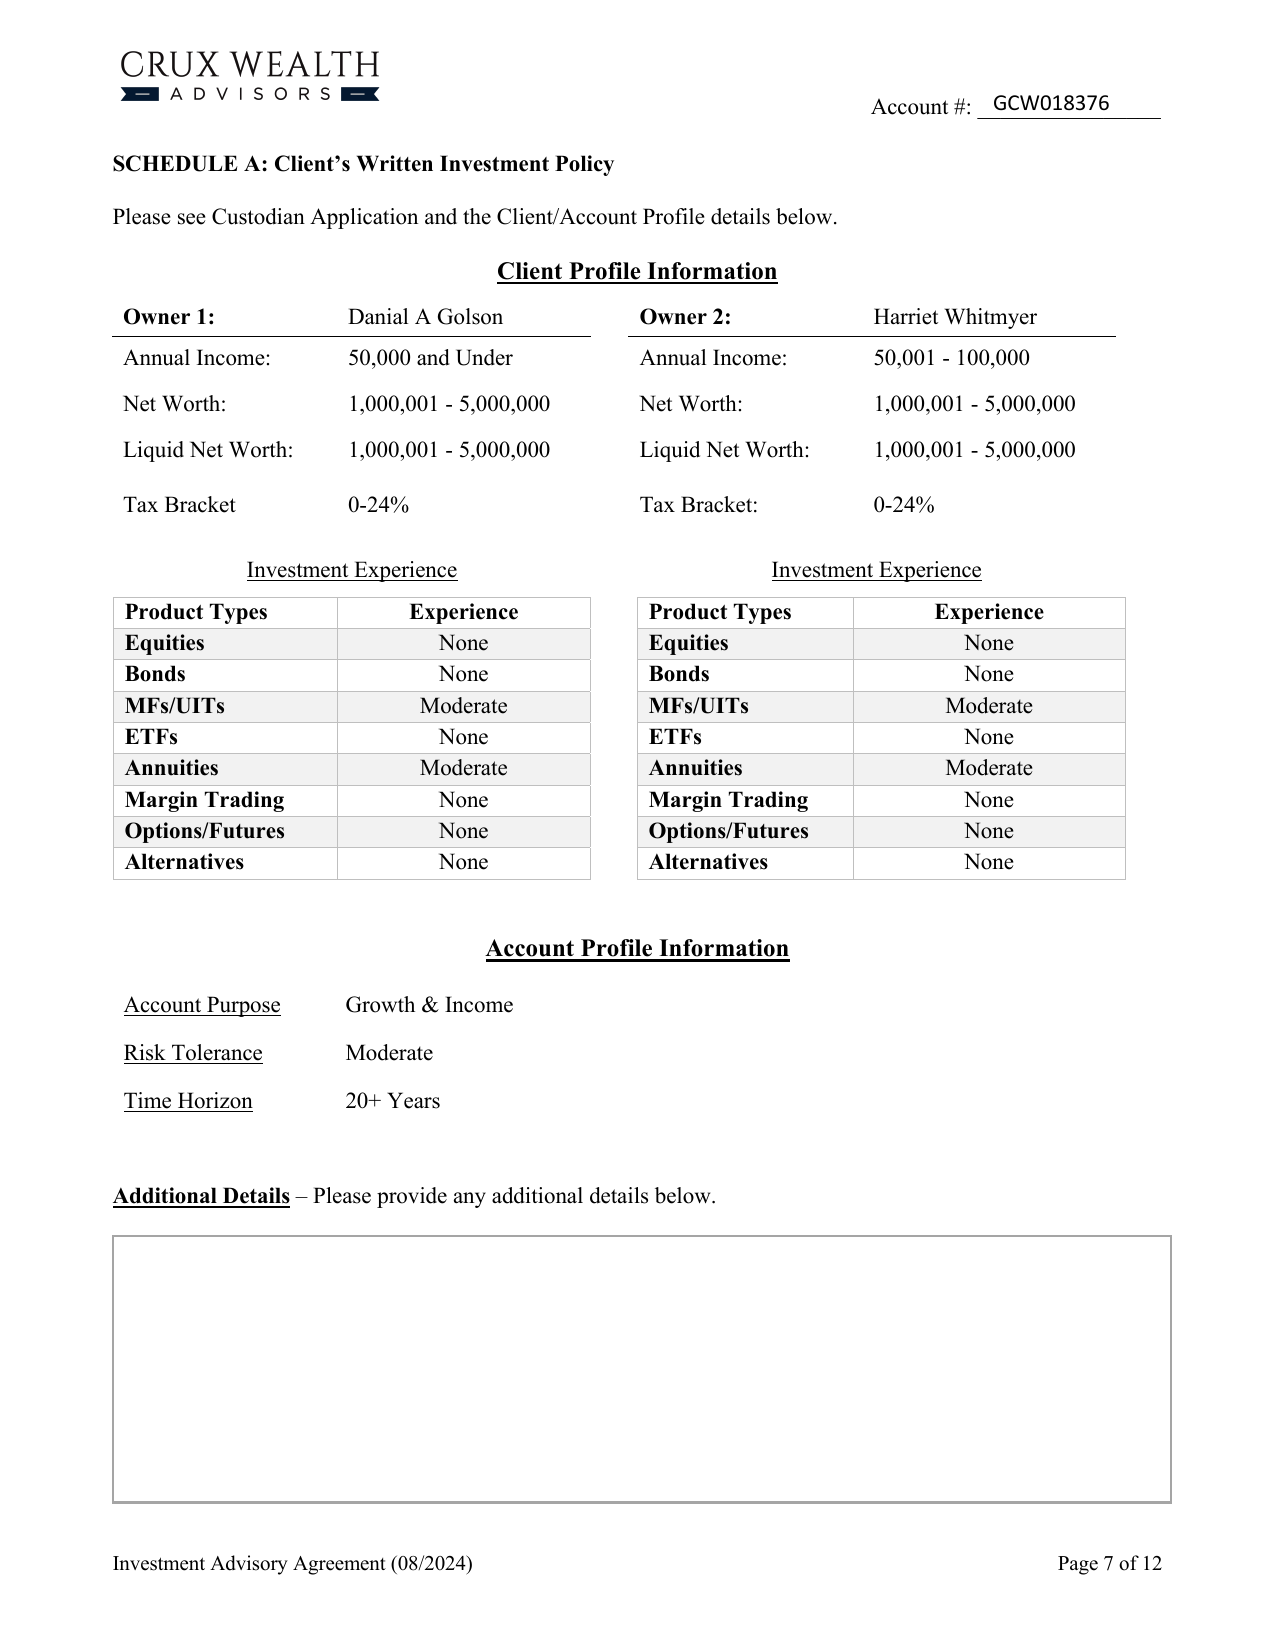 CRUX WEALTH
ADVISORS
Account #: GCW018376
SCHEDULE A: Client’s Written Investment Policy
Please see Custodian Application and the Client/Account Profile details below.
Client Profile Information
Owner 1: Danial A Golson Owner 2: Harriet Whitmyer
Annual Income: 50,000 and Under Annual Income: 50,001 - 100,000
Net Worth: 1,000,001 - 5,000,000 Net Worth: 1,000,001 - 5,000,000
Liquid Net Worth: 1,000,001 - 5,000,000 Liquid Net Worth: 1,000,001 - 5,000,000
Tax Bracket 0-24% Tax Bracket: 0-24%
Investment Experience Investment Experience
Product Types Experience Product Types Experience
Equities None Equities None
Bonds None Bonds None
MFs/UITs Moderate MFs/UITs Moderate
ETFs None ETFs None
Annuities Moderate Annuities Moderate
Margin Trading None Margin Trading None
Options/Futures None Options/Futures None
Alternatives None Alternatives None
Account Profile Information
Account Purpose Growth & Income
Risk Tolerance Moderate
Time Horizon 20+ Years
Additional Details – Please provide any additional details below.
Investment Advisory Agreement (08/2024) Page 7 of 12